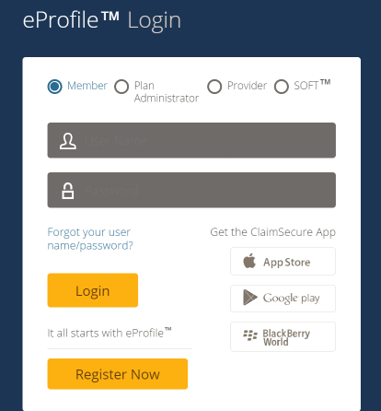 eProfile™ Login
Member
Plan
Administrator
Provider
SOFT™
Forgot your user
name/password?
Get the ClaimSecure App
App Store
Login
Google play
It all starts with eProfile™
BlackBerry
World
Register Now